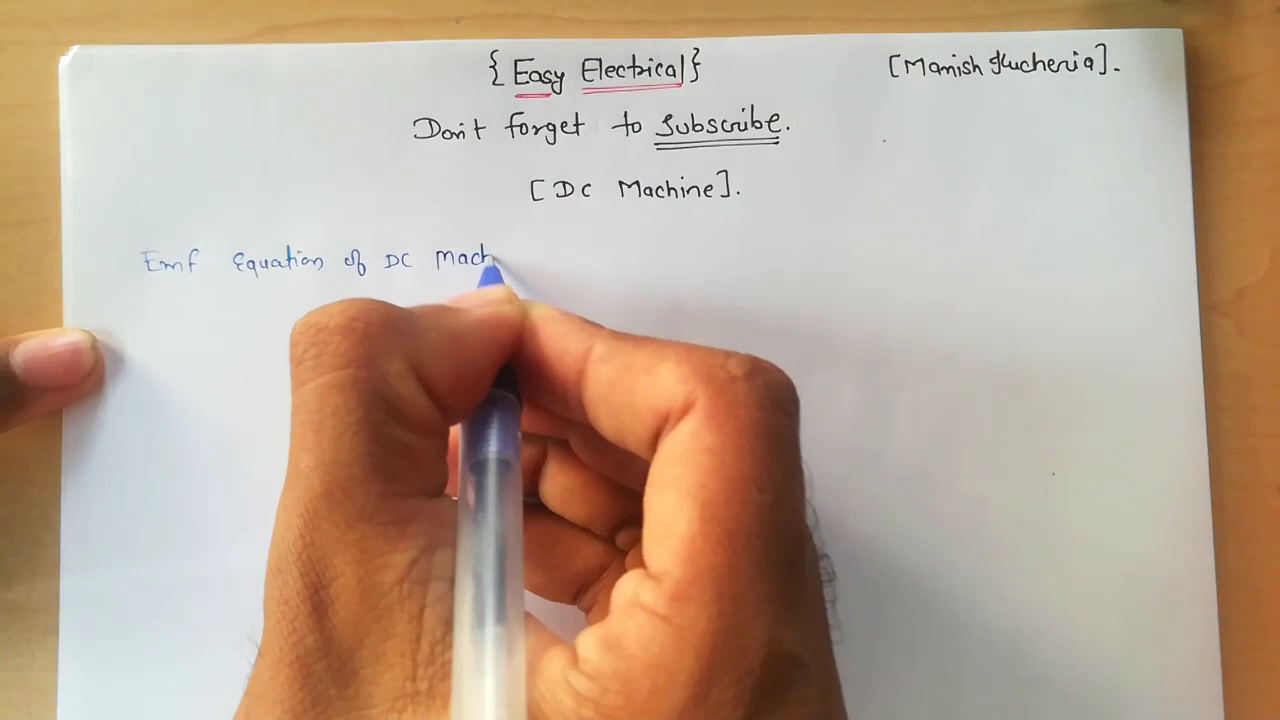 {Easy Electrical} [Manish Kucheria].
Don't forget to Subscribe.
[DC Machine].
Emf Equation of DC Mach